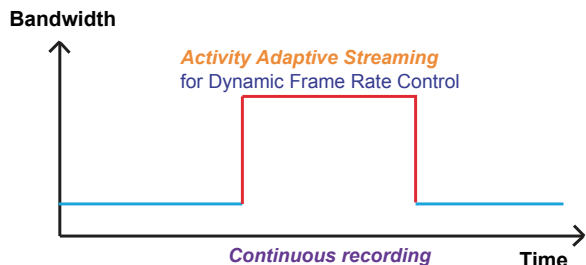 Bandwidth
Activity Adaptive Streaming
for Dynamic Frame Rate Control
Continuous recording
Time